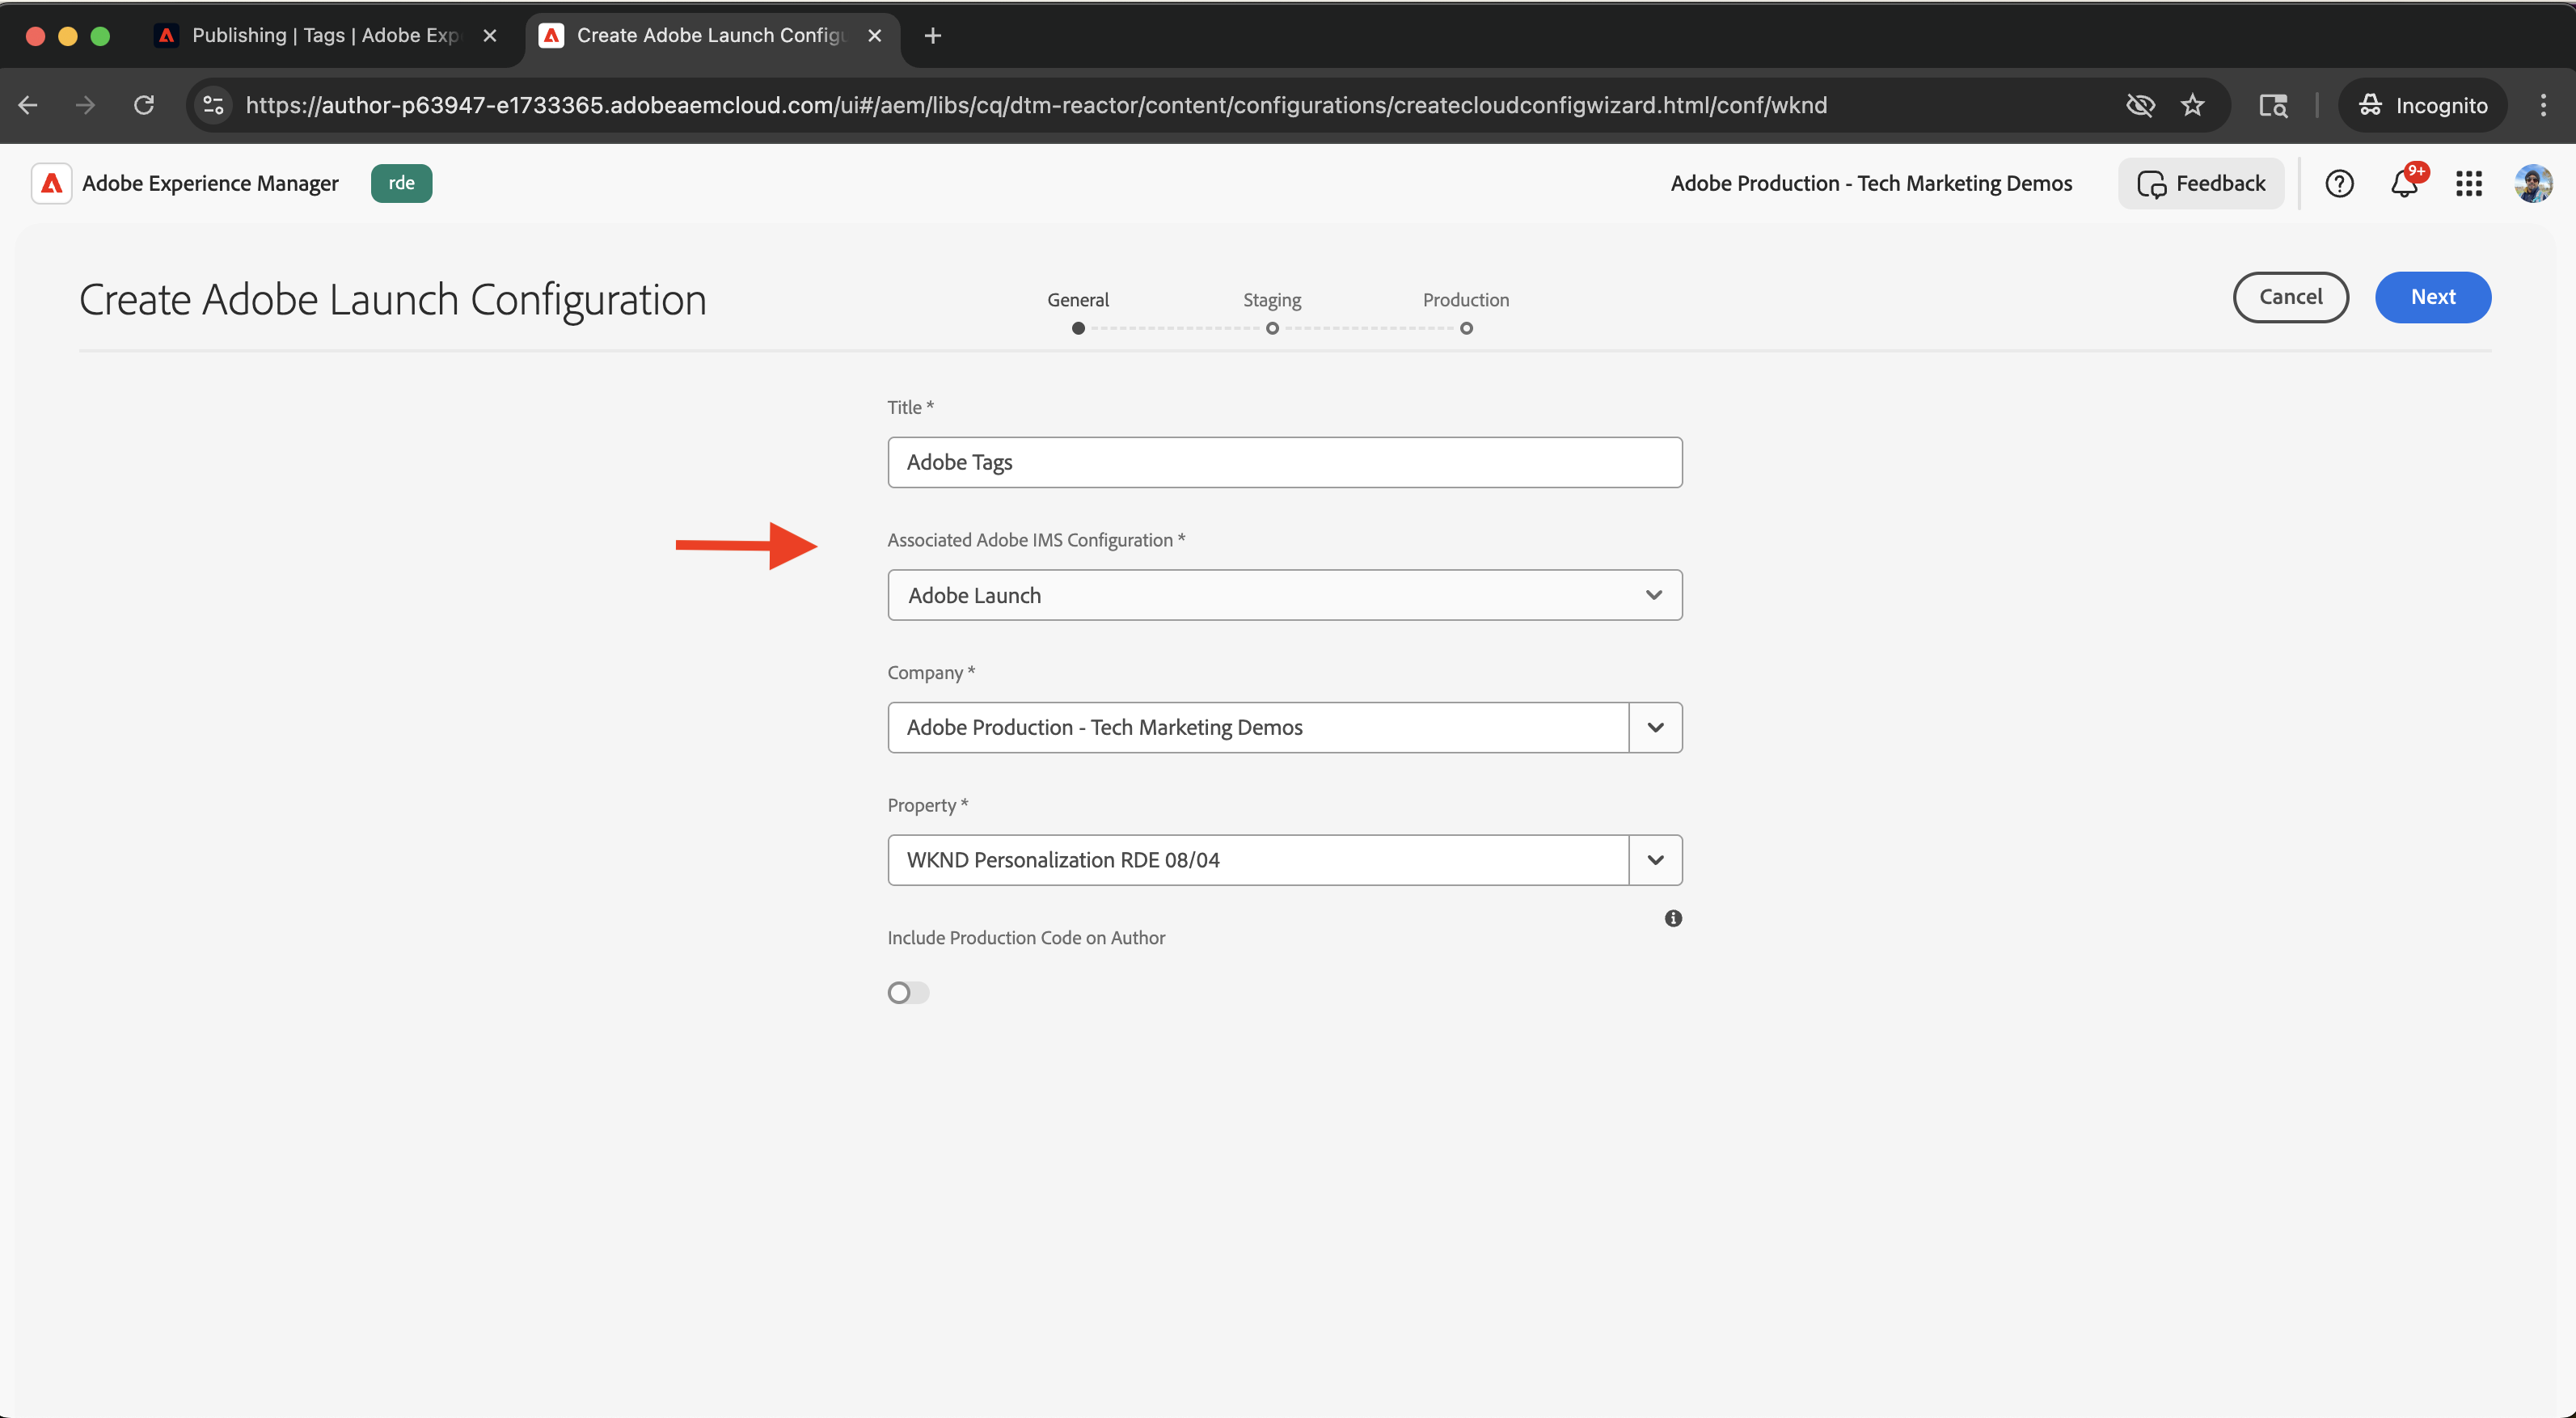 Publishing | Tags | Adobe Exp
Create Adobe Launch Configu
https://author-p63947-e1733365.adobeaemcloud.com/ui#/aem/libs/cq/dtm-reactor/content/configurations/createcloudconfigwizard.html/conf/wknd
Incognito
Adobe Experience Manager
rde
Adobe Production - Tech Marketing Demos
Feedback
9+
Create Adobe Launch Configuration
General
Staging
Production
Cancel
Next
Title *
Adobe Tags
Associated Adobe IMS Configuration *
Adobe Launch
Company *
Adobe Production - Tech Marketing Demos
Property *
WKND Personalization RDE 08/04
Include Production Code on Author